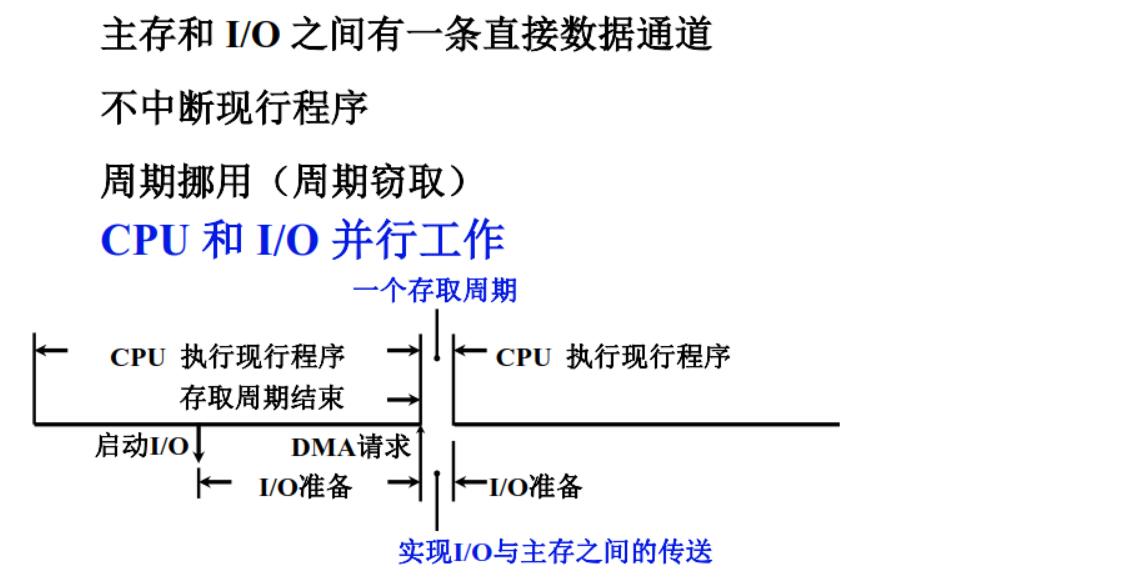 主存和 I/O 之间有一条直接数据通道
不中断现行程序
周期挪用（周期窃取）
CPU 和 I/O 并行工作
一个存取周期
CPU 执行现行程序
CPU 执行现行程序
存取周期结束
启动I/O
DMA请求
I/O准备
I/O准备
实现I/O与主存之间的传送